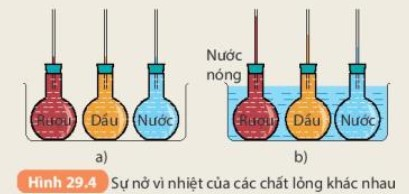 Nước
nóng
Rượu Dầu Nước Rượu Dầu Nước
a) b)
Hình 29.4 Sự nở vì nhiệt của các chất lỏng khác nhau